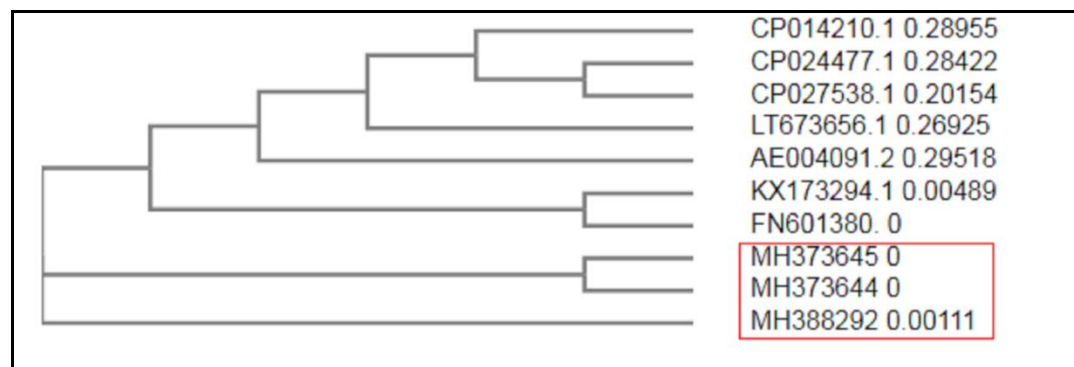 CP014210.1 0.28955
CP024477.1 0.28422
CP027538.1 0.20154
LT673656.1 0.26925
AE004091.2 0.29518
KX173294.1 0.00489
FN601380. 0
MH373645 0
MH373644 0
MH388292 0.00111